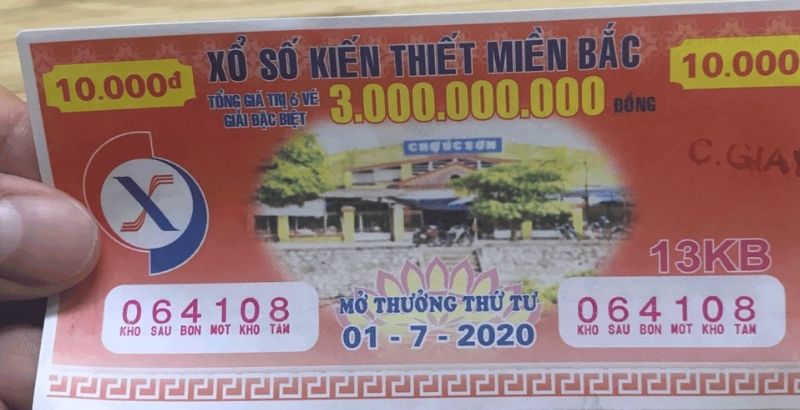 XỔ SỐ KIẾN THIẾT MIỀN BẮC
10.000đ
10.000
TỔNG GIÁ TRỊ 6 VÉ
GIẢI ĐẶC BIỆT
3.000.000.000 ĐỒNG
CHỢ ÚC SƠN
C.GIA
X
13KB
064108
KHO SAU BON MOT KHO TAM
MỞ THƯỞNG THỨ TƯ
01 - 7 - 2020
064108
KHO SAU BON MOT KHO TAM